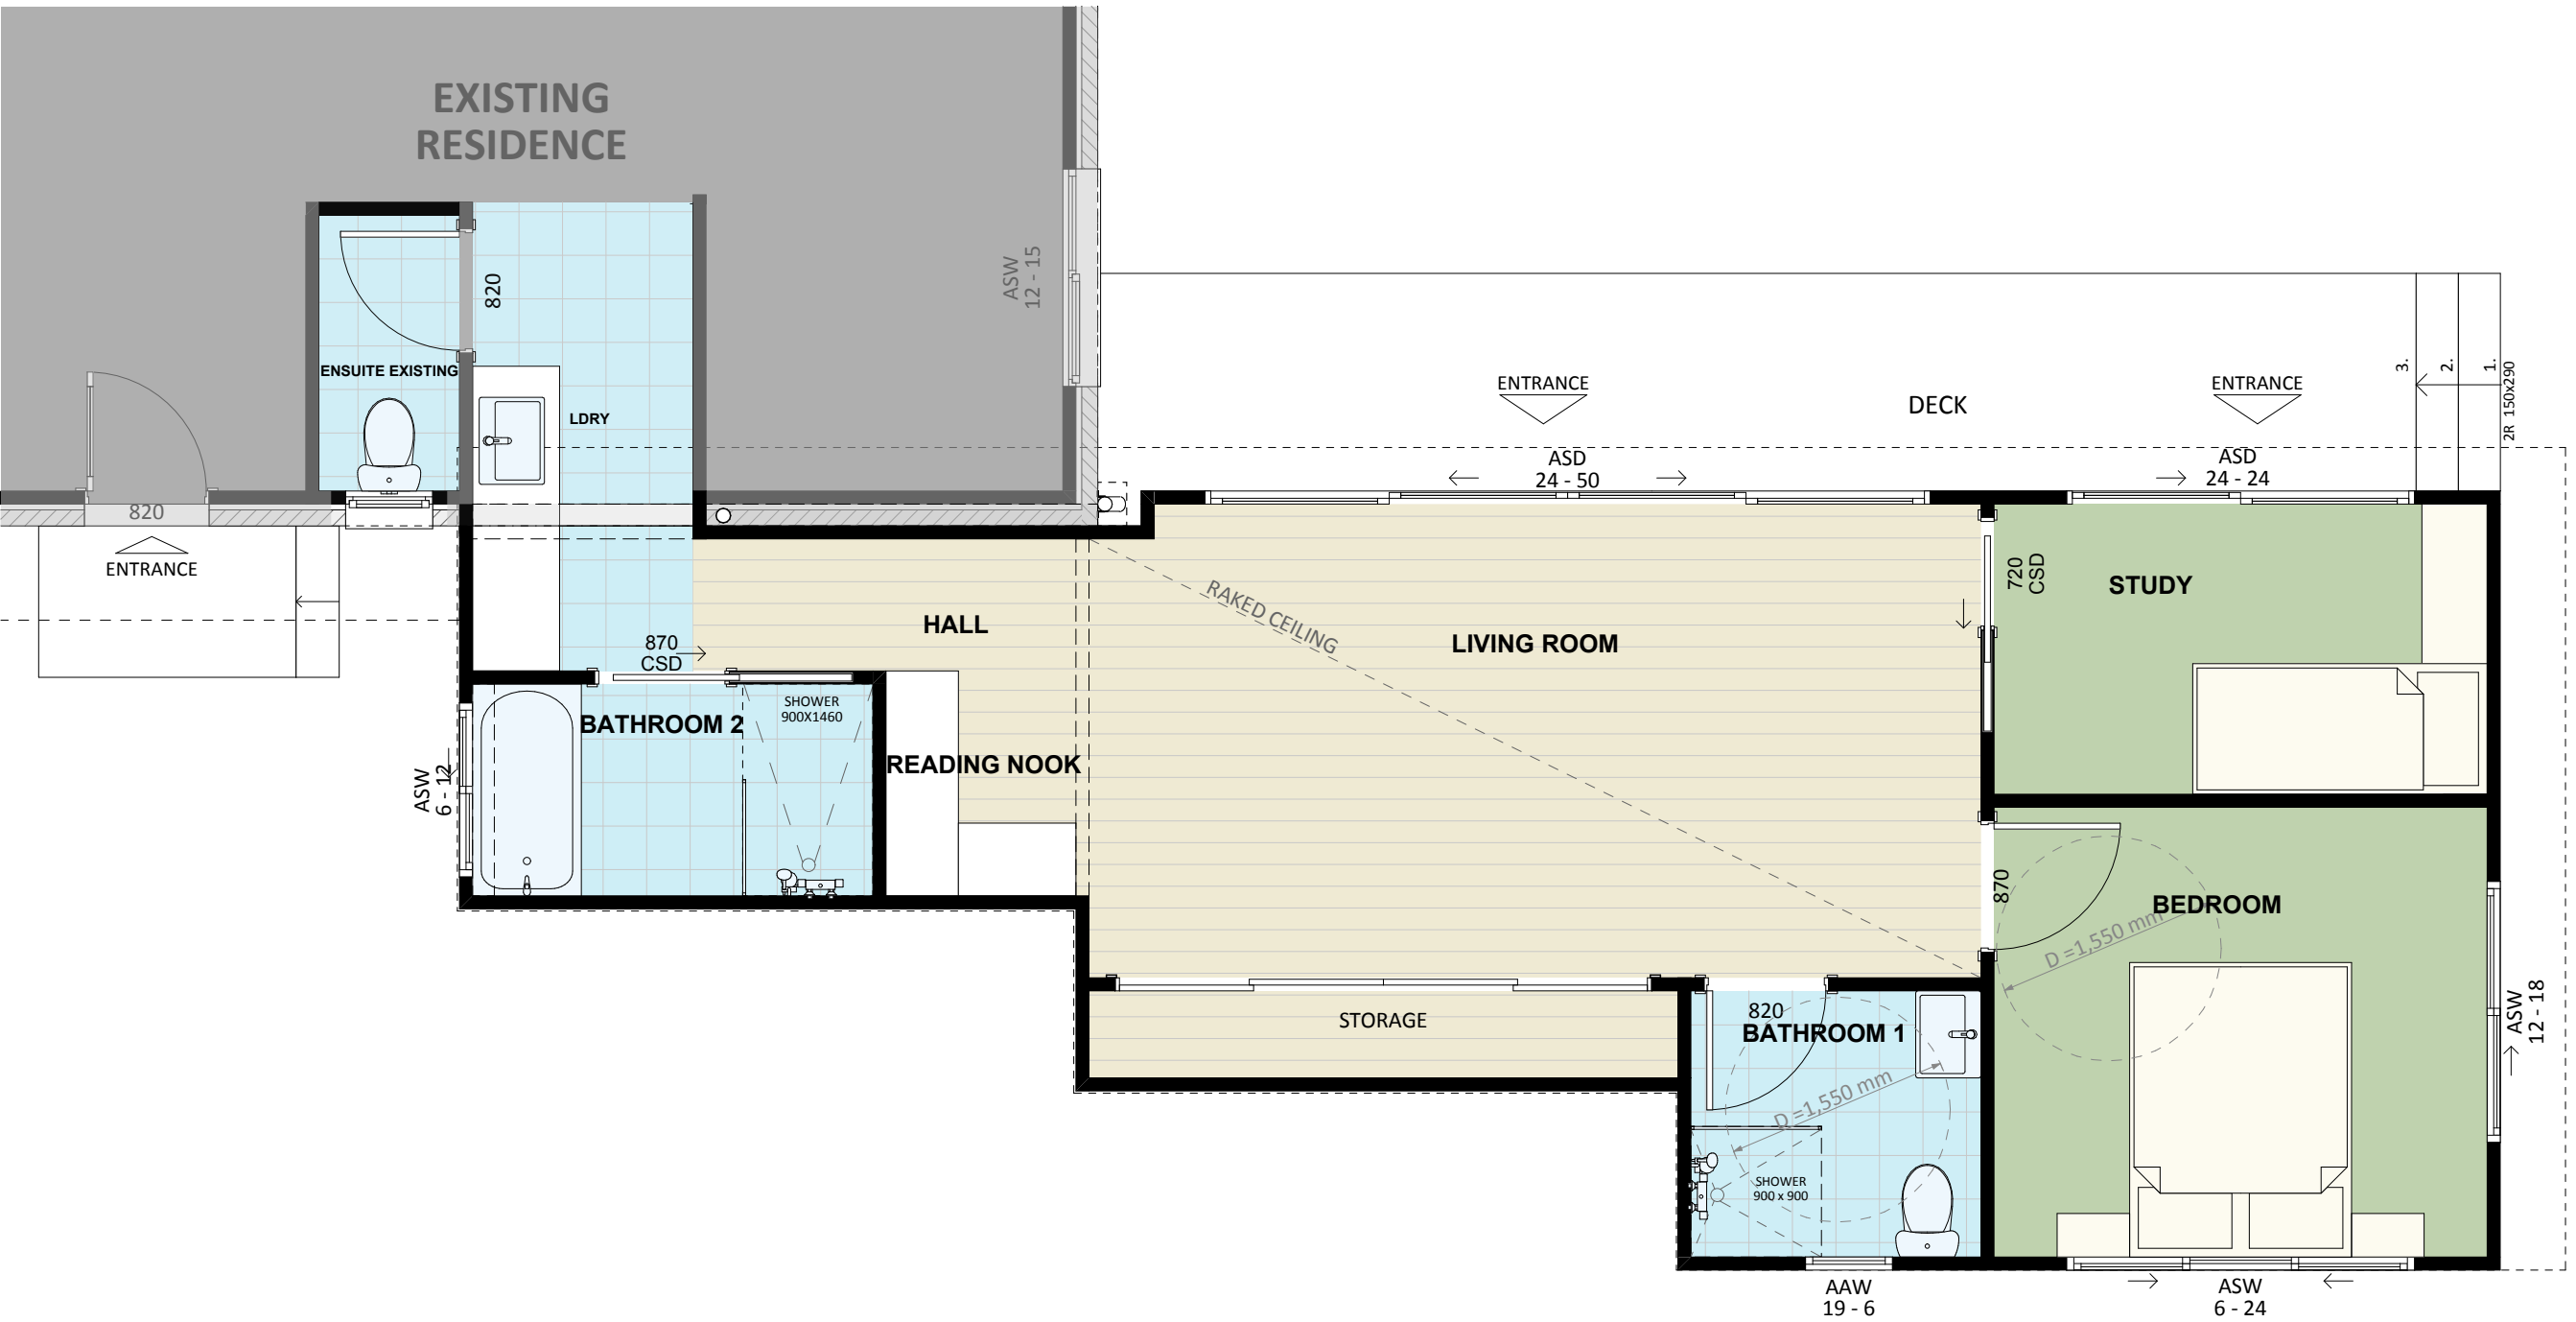 EXISTING
RESIDENCE
ASW
12 - 15
820
ENSUITE EXISTING
LDRY
820
ENTRANCE
ENTRANCE
DECK
ENTRANCE
3.
2.
1.
2R 150x290
ASD
24 - 50
ASD
24 - 24
HALL
870
CSD
RAKED CEILING
LIVING ROOM
720
CSD
STUDY
BATHROOM 2
SHOWER
900X1460
ASW
6 - 12
READING NOOK
870
BEDROOM
D =1,550 mm
STORAGE
820
BATHROOM 1
D =1,550 mm
SHOWER
900 x 900
ASW
12 - 18
AAW
19 - 6
ASW
6 - 24